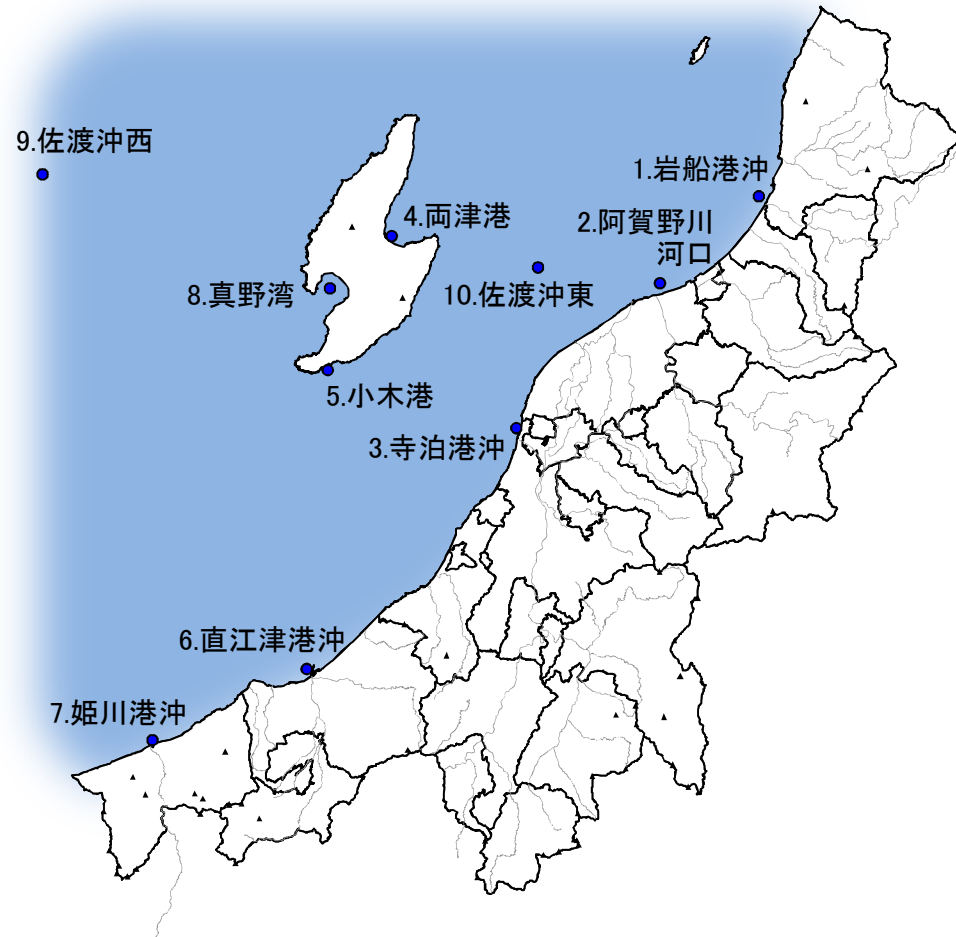 9.佐渡沖西
1.岩船港沖
4.両津港
2.阿賀野川
河口
8.真野湾
10.佐渡沖東
5.小木港
3.寺泊港沖
6.直江津港沖
7.姫川港沖